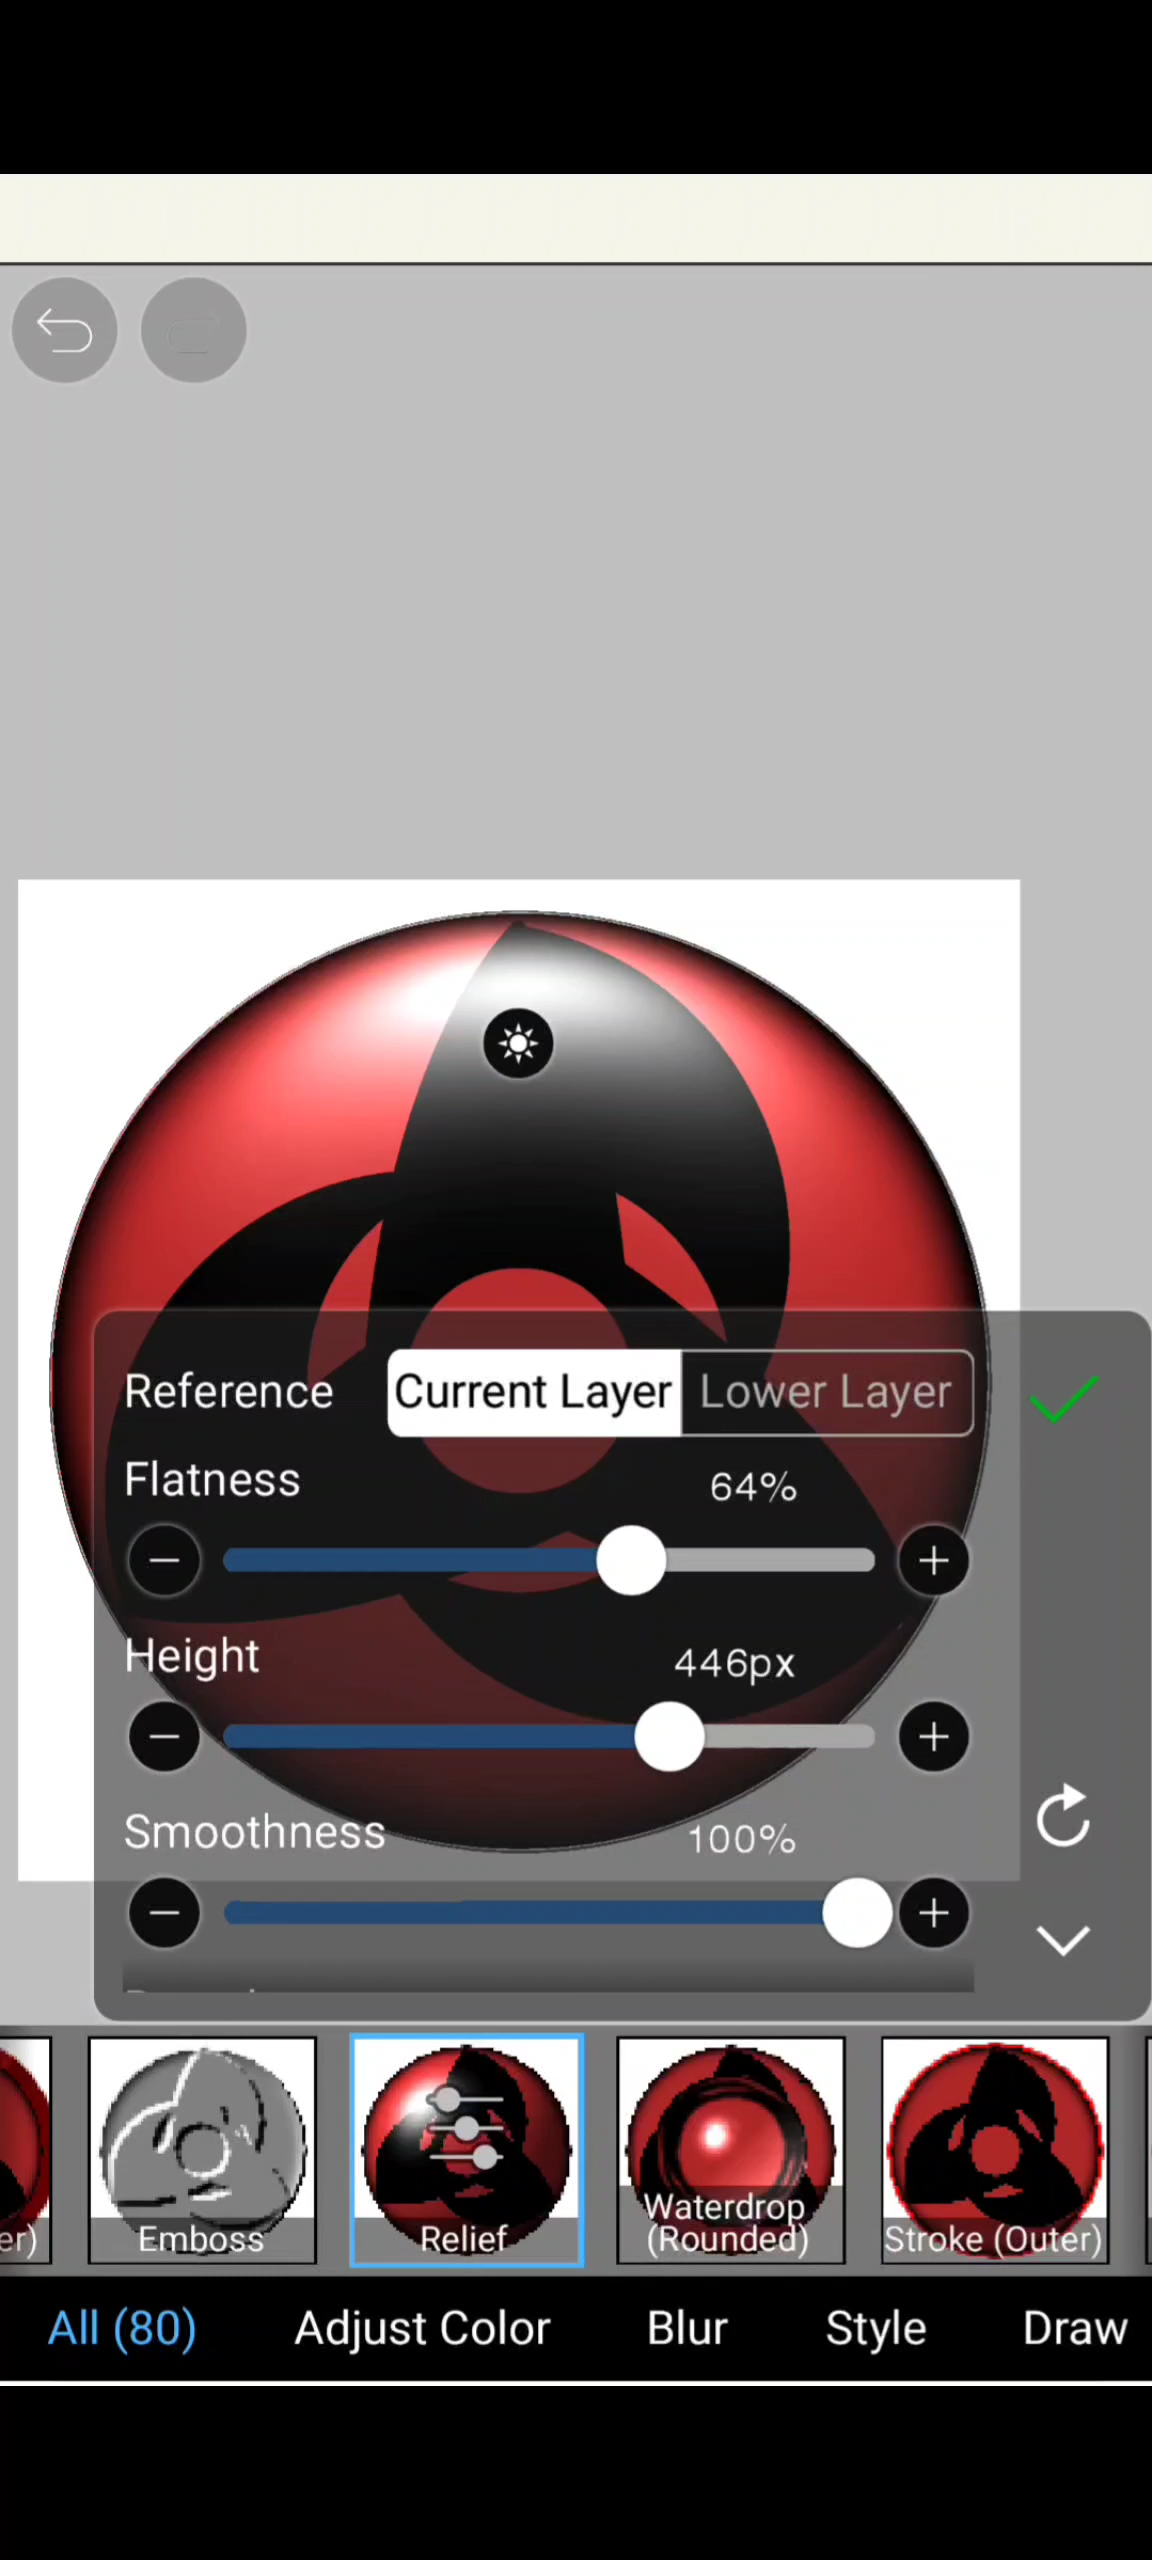 Reference
Current Layer
Lower Layer
Flatness
64%
Height
446px
Smoothness
100%
er)
Emboss
Relief
Waterdrop
(Rounded)
Stroke (Outer)
All (80)
Adjust Color
Blur
Style
Draw